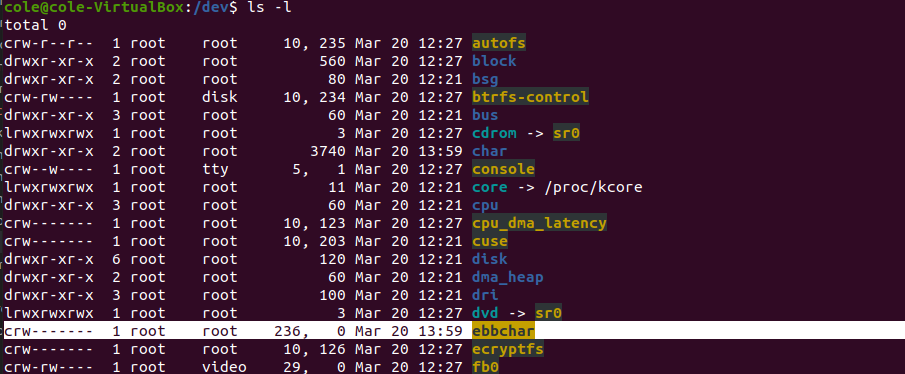 cole@cole-VirtualBox:/dev$ ls -l
total 0
crw-r--r--  1 root    root     10, 235 Mar 20 12:27 autofs
drwxr-xr-x  2 root    root         560 Mar 20 12:27 block
drwxr-xr-x  2 root    root          80 Mar 20 12:21 bsg
crw-rw----  1 root    disk     10, 234 Mar 20 12:27 btrfs-control
drwxr-xr-x  3 root    root          60 Mar 20 12:21 bus
lrwxrwxrwx  1 root    root           3 Mar 20 12:27 cdrom -> sr0
drwxr-xr-x  2 root    root        3740 Mar 20 13:59 char
crw--w----  1 root    tty       5,   1 Mar 20 12:27 console
lrwxrwxrwx  1 root    root          11 Mar 20 12:21 core -> /proc/kcore
drwxr-xr-x  3 root    root          60 Mar 20 12:21 cpu
crw-------  1 root    root     10, 123 Mar 20 12:27 cpu_dma_latency
crw-------  1 root    root     10, 203 Mar 20 12:21 cuse
drwxr-xr-x  6 root    root         120 Mar 20 12:21 disk
drwxr-xr-x  2 root    root          60 Mar 20 12:21 dma_heap
drwxr-xr-x  3 root    root         100 Mar 20 12:21 dri
lrwxrwxrwx  1 root    root           3 Mar 20 12:27 dvd -> sr0
crw-------  1 root    root    236,   0 Mar 20 13:59 ebbchar
crw-------  1 root    root     10, 126 Mar 20 12:27 ecryptfs
crw-rw----  1 root    video    29,   0 Mar 20 12:27 fb0